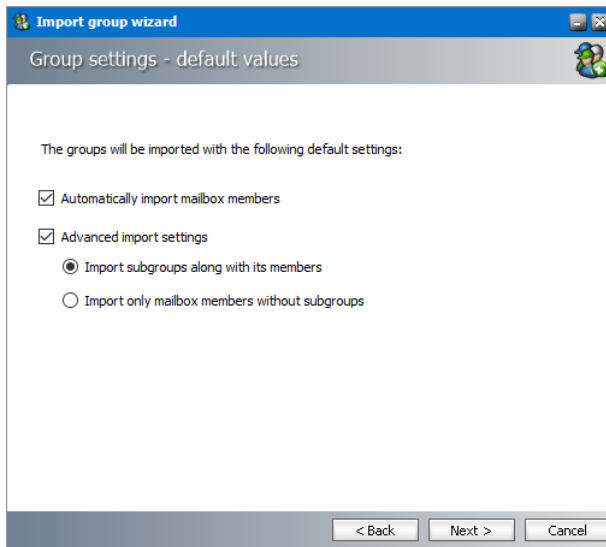 Import group wizard
Group settings - default values
The groups will be imported with the following default settings:
Automatically import mailbox members
Advanced import settings
Import subgroups along with its members
Import only mailbox members without subgroups
< Back Next > Cancel